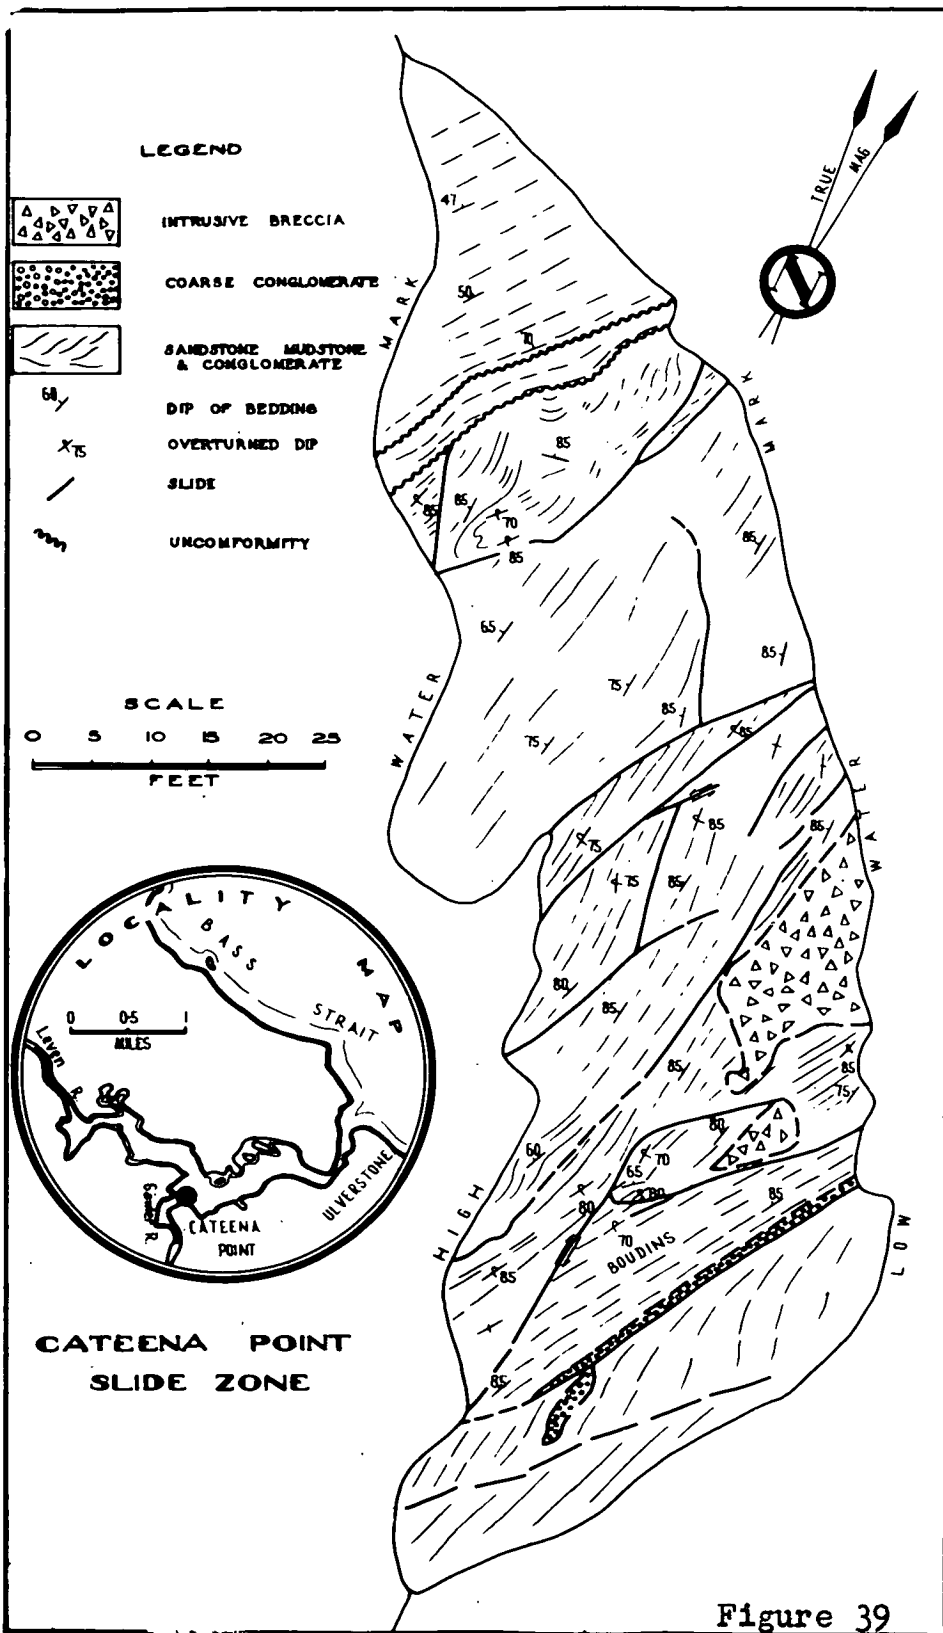 LEGEND
INTRUSIVE BRECCIA
COARSE CONGLOMERATE
SANDSTONE MUDSTONE
& CONGLOMERATE
60
DIP OF BEDDING
75
OVERTURNED DIP
SLIDE
UNCOMFORMITY
SCALE
0 5 10 15 20 25
FEET
TRUE
MAG
HIGH WATER MARK
LOW WATER MARK
47
50
70
85
85
85
70
85
85
65
75
85
85
75
85
75
85
85
75
85
80
85
85
85
75
80
60
70
65
80
80
85
70
BOUDINS
85
85
LOCALITY MAP
BASS
STRAIT
0 0·5 1
MILES
Leven
R.
R.
CATEENA
POINT
ULVERSTONE
CATEENA POINT
SLIDE ZONE
Figure 39